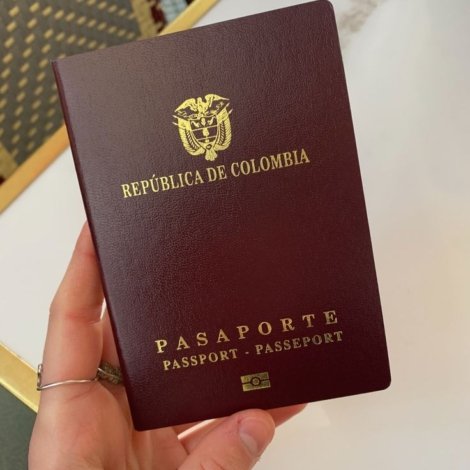 REPÚBLICA DE COLOMBIA
PASAPORTE
PASSPORT - PASSEPORT